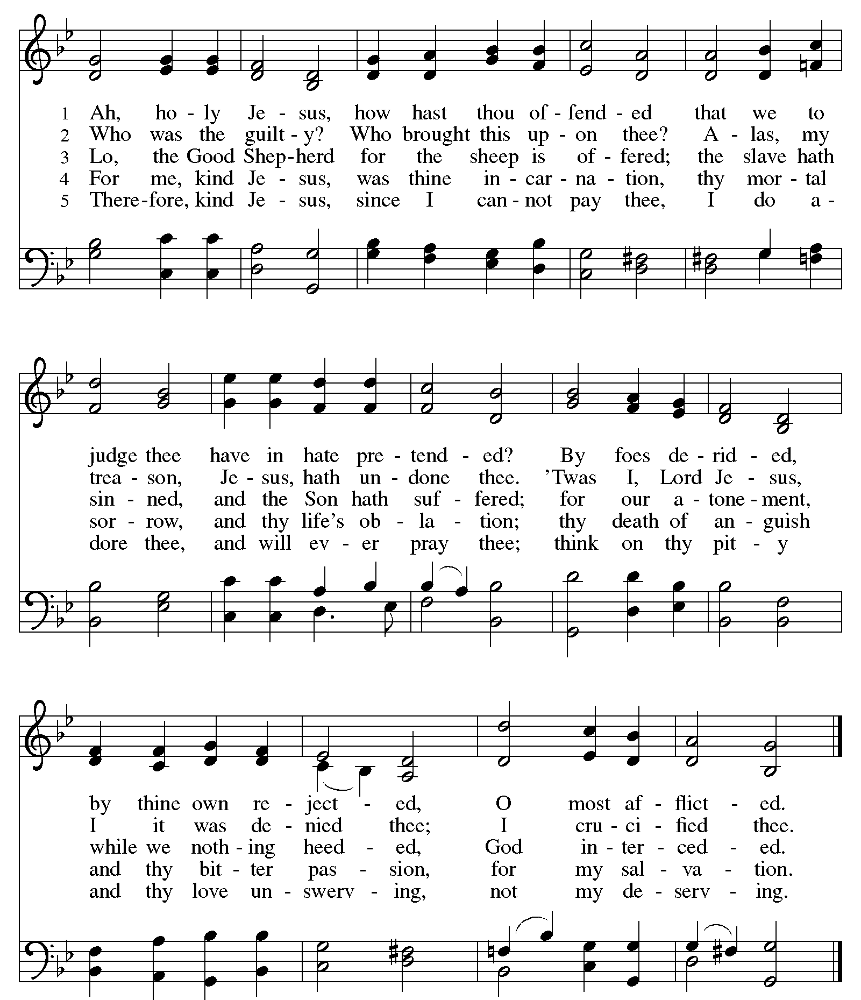 1 Ah, ho - ly Je - sus, how hast thou of - fend - ed that we to
2 Who was the guilt - y? Who brought this up - on thee? A - las, my
3 Lo, the Good Shep - herd for the sheep is of - fered; the slave hath
4 For me, kind Je - sus, was thine in - car - na - tion, thy mor - tal
5 There - fore, kind Je - sus, since I can - not pay thee, I do a -
judge thee have in hate pre - tend - ed? By foes de - rid - ed,
trea - son, Je - sus, hath un - done thee. 'Twas I, Lord Je - sus,
sin - ned, and the Son hath suf - fered; for our a - tone - ment,
sor - row, and thy life's ob - la - tion; thy death of an - guish
dore thee, and will ev - er pray thee; think on thy pit - y
by thine own re - ject - ed, O most af - flict - ed.
I it was de - nied thee; I cru - ci - fied thee.
while we noth - ing heed - ed, God in - ter - ced - ed.
and thy bit - ter pas - sion, for my sal - va - tion.
and thy love un - swerv - ing, not my de - serv - ing.